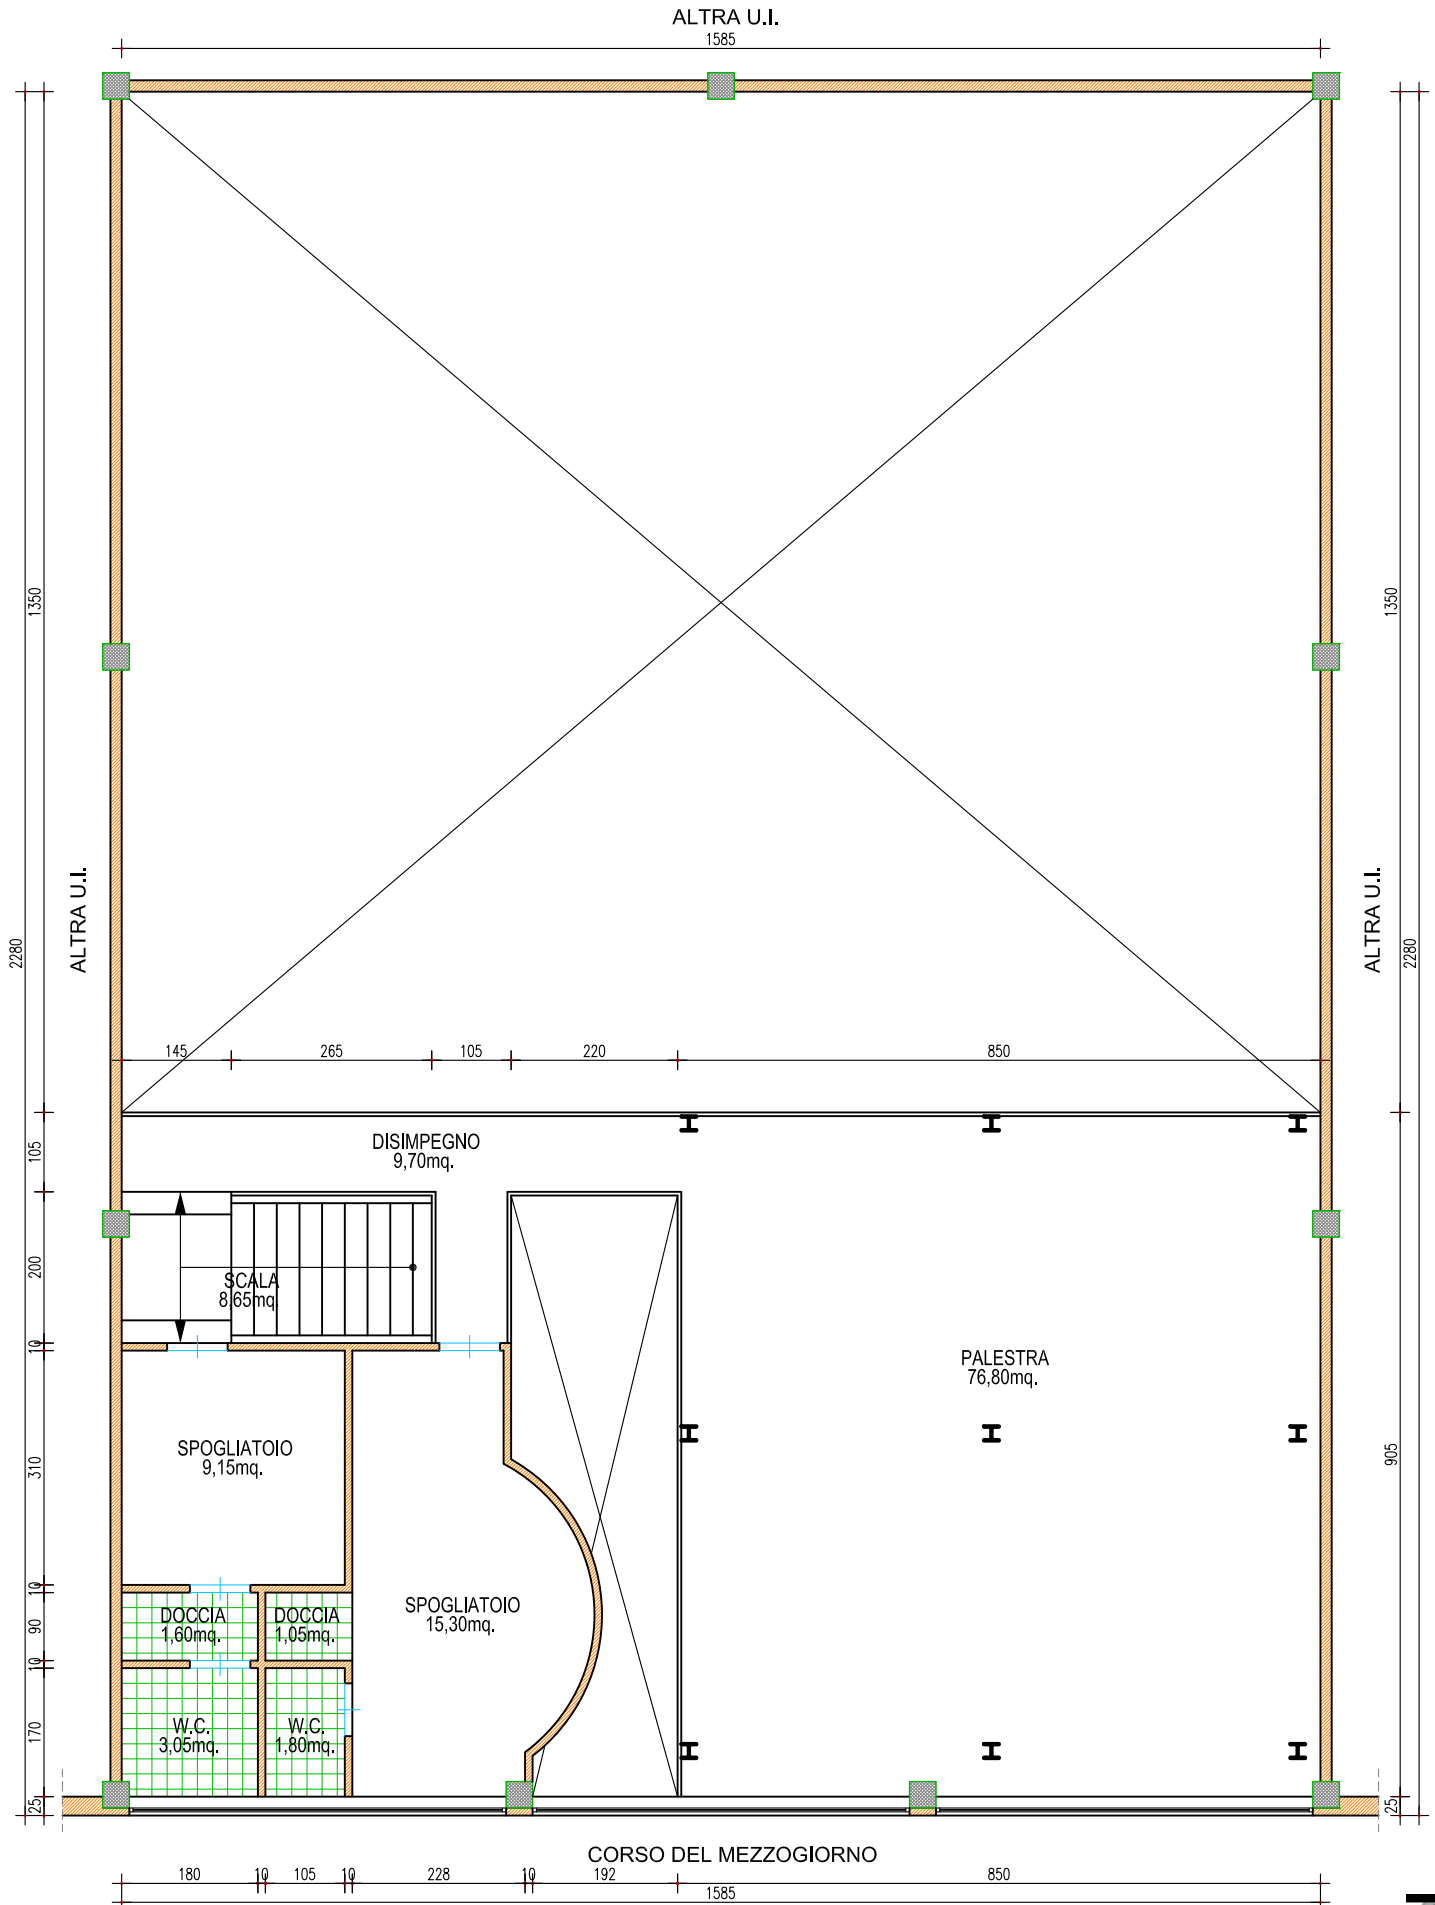 ALTRA U.I.
1585
1350
1350
ALTRA U.I.
ALTRA U.I.
2280
2280
145
265
105
220
850
105
DISIMPEGNO
9,70mq.
200
SCALA
8,65mq.
10
PALESTRA
76,80mq.
310
SPOGLIATOIO
9,15mq.
905
10
90
DOCCIA
1,60mq.
DOCCIA
1,05mq.
SPOGLIATOIO
15,30mq.
10
170
W.C.
3,05mq.
W.C.
1,80mq.
25
25
CORSO DEL MEZZOGIORNO
180
10
105
10
228
10
192
850
1585